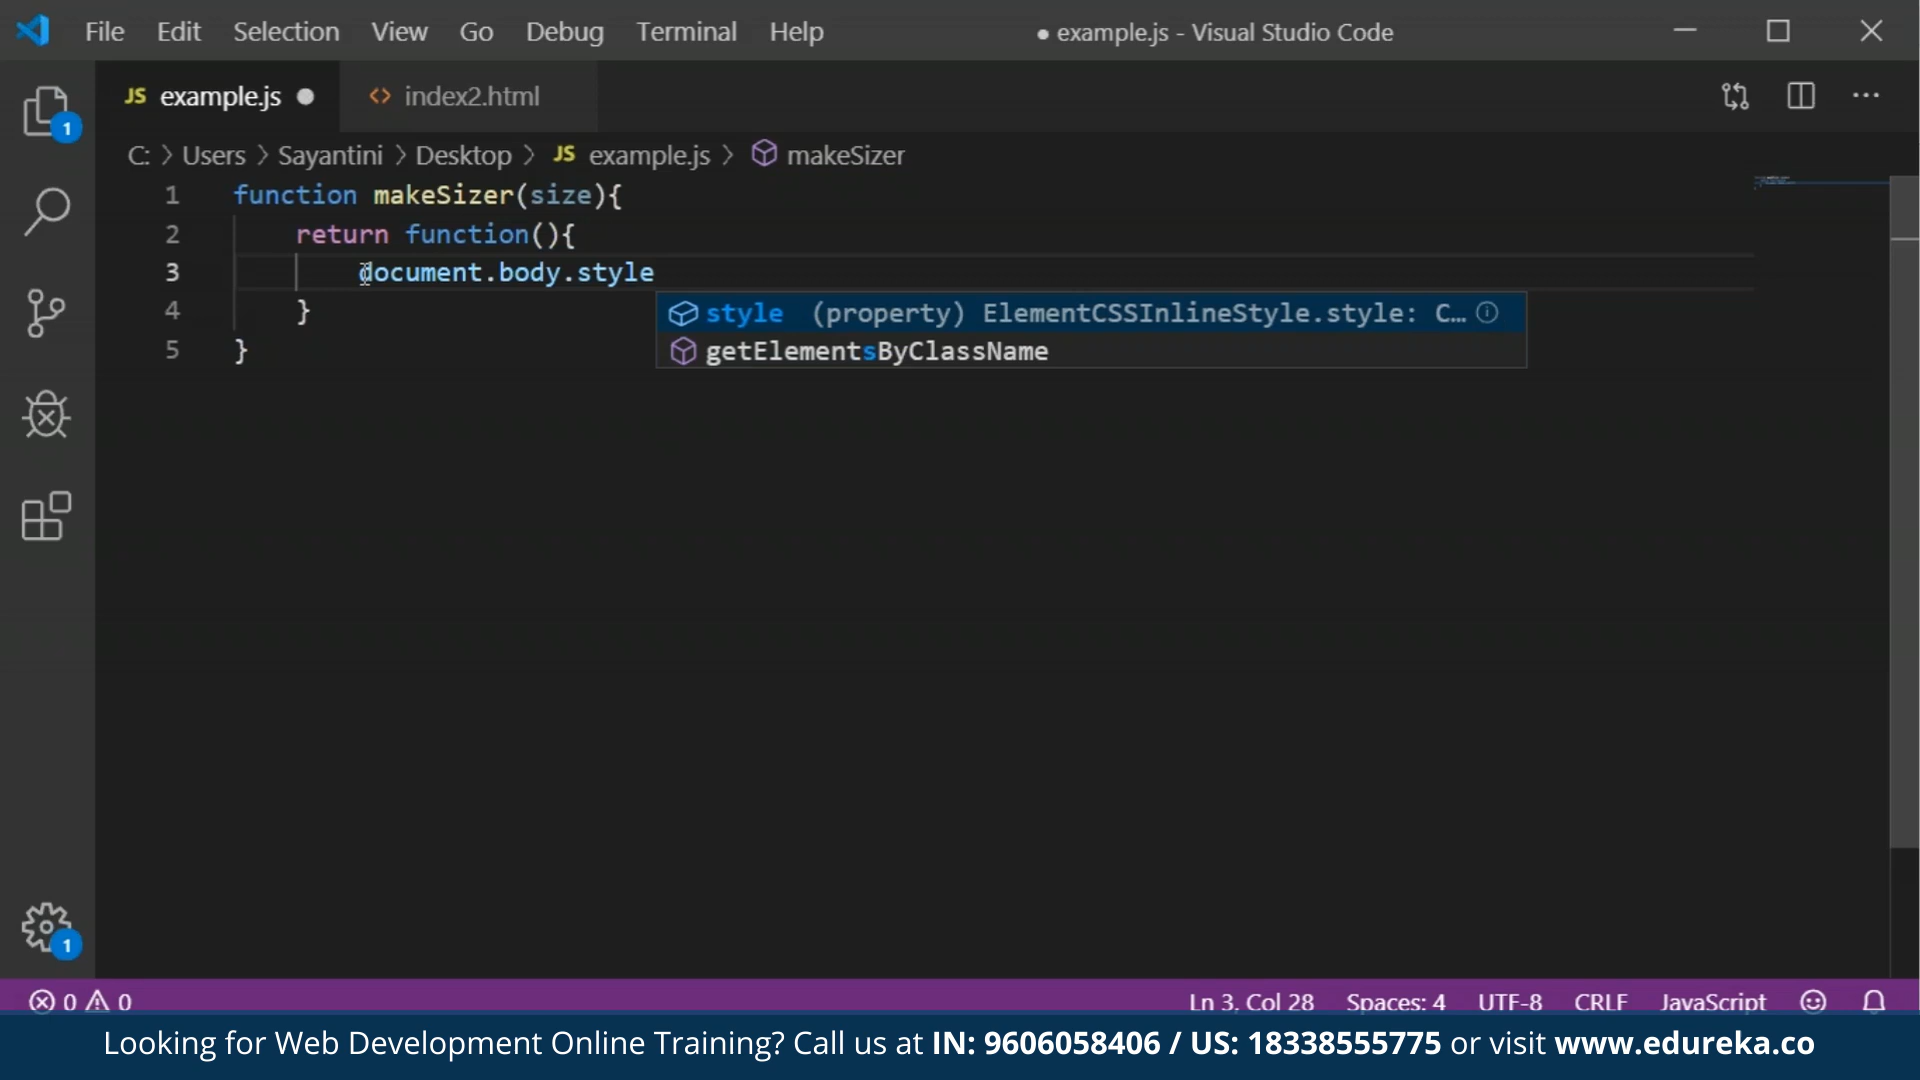 File Edit Selection View Go Debug Terminal Help ● example.js - Visual Studio Code
JS example.js ● <> index2.html ...
1
C: > Users > Sayantini > Desktop > JS example.js > makeSizer
1 function makeSizer(size){
2 return function(){
3 document.body.style
style (property) ElementCSSInlineStyle.style: C…
4 }
getElementsByClassName
5 }
1
0 0 Ln 3, Col 28 Spaces: 4 UTF-8 CRLF JavaScript
Looking for Web Development Online Training? Call us at IN: 9606058406 / US: 18338555775 or visit www.edureka.co